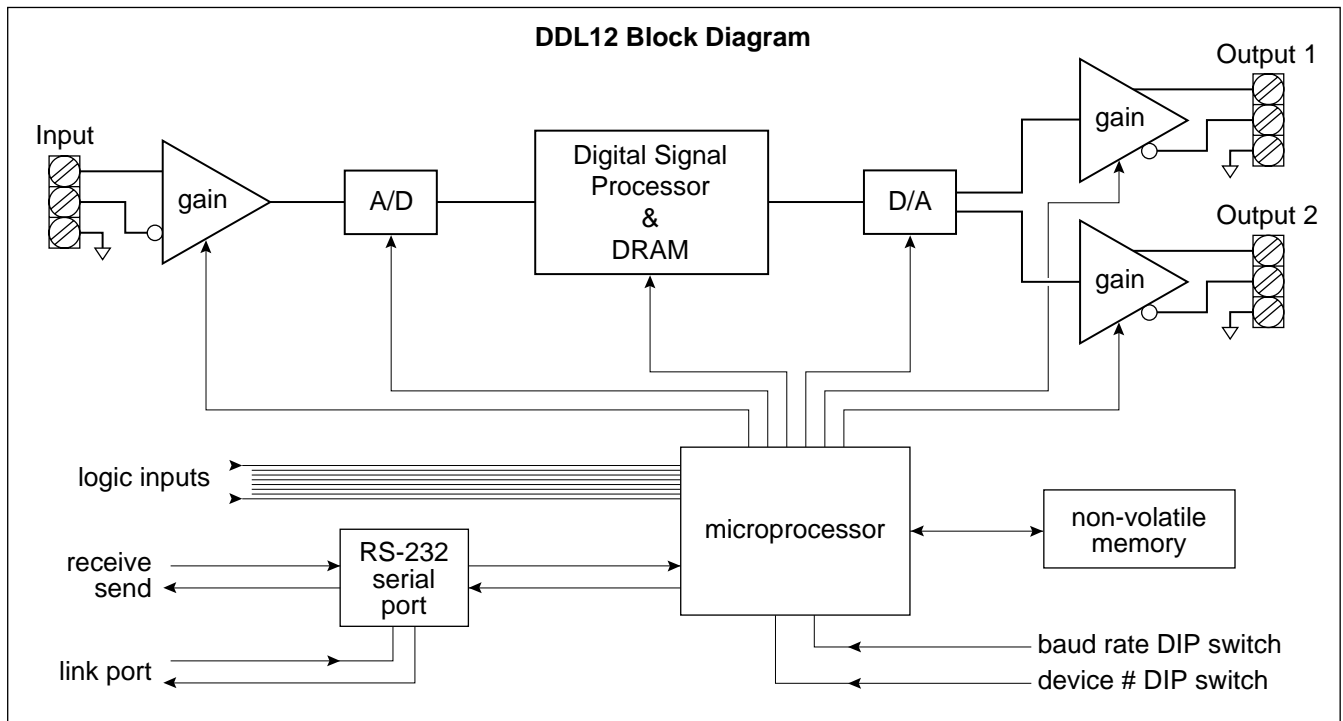 DDL12 Block Diagram
Output 1
Input
gain
gain
A/D
Digital Signal
Processor
&
DRAM
D/A
Output 2
gain
logic inputs
microprocessor
non-volatile
memory
RS-232
serial
port
receive
send
link port
baud rate DIP switch
device # DIP switch